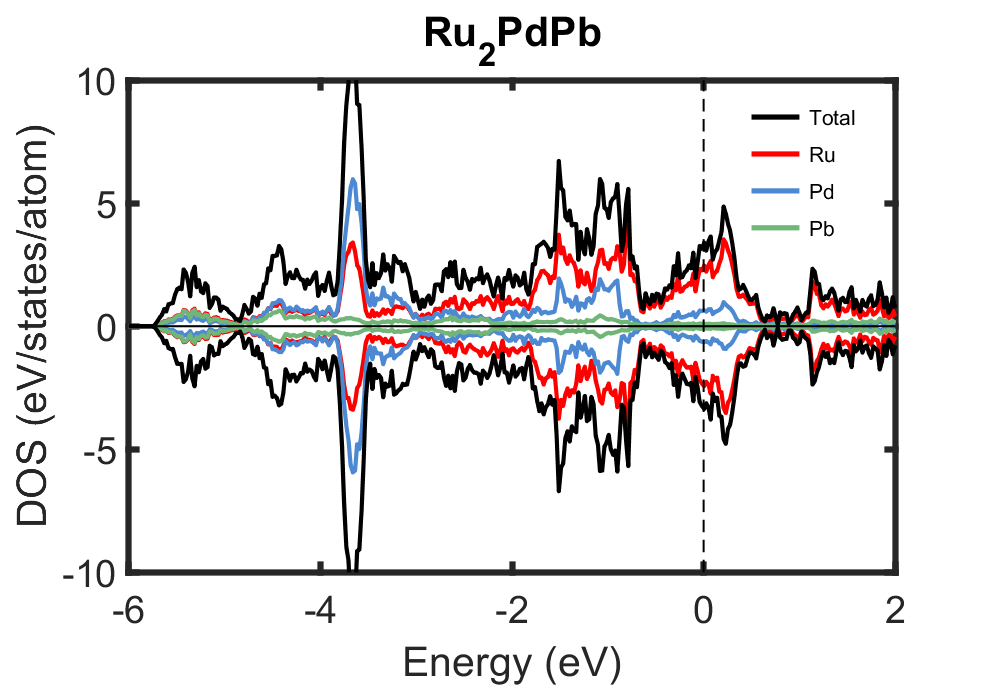 Ru₂PdPb
DOS (eV/states/atom)
10
5
0
-5
-10
Total
Ru
Pd
Pb
-6 -4 -2 0 2
Energy (eV)